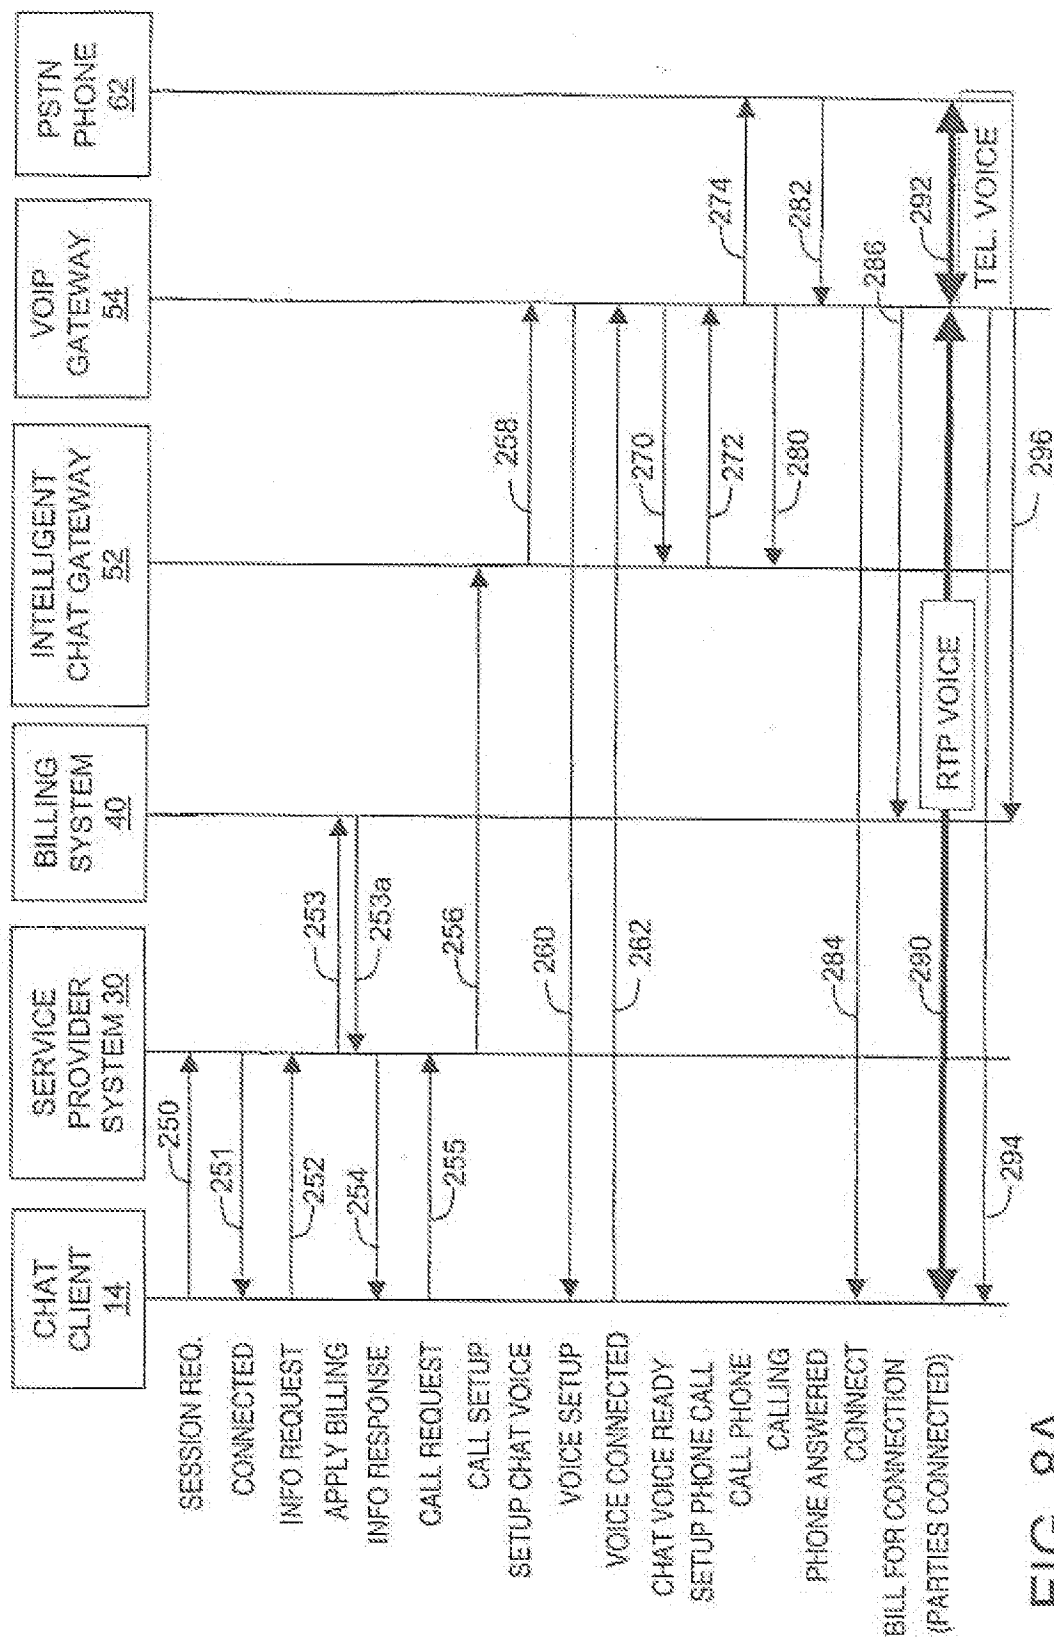 CHAT
CLIENT
14
SERVICE
PROVIDER
SYSTEM 30
BILLING
SYSTEM
40
INTELLIGENT
CHAT GATEWAY
52
VOIP
GATEWAY
54
PSTN
PHONE
62
SESSION REQ.
250
CONNECTED
251
INFO REQUEST
252
APPLY BILLING
253
253a
INFO RESPONSE
254
CALL REQUEST
255
CALL SETUP
256
SETUP CHAT VOICE
258
VOICE SETUP
260
VOICE CONNECTED
262
CHAT VOICE READY
270
SETUP PHONE CALL
272
CALL PHONE
274
CALLING
280
PHONE ANSWERED
282
CONNECT
284
BILL FOR CONNECTION
286
(PARTIES CONNECTED)
290
RTP VOICE
292
TEL. VOICE
294
296
FIG. 8A